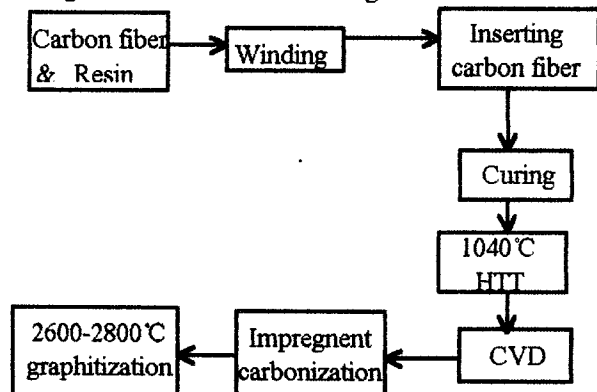 Carbon fiber
& Resin
Winding
Inserting
carbon fiber
Curing
1040℃
HTT
CVD
Impregnent
carbonization
2600-2800℃
graphitization